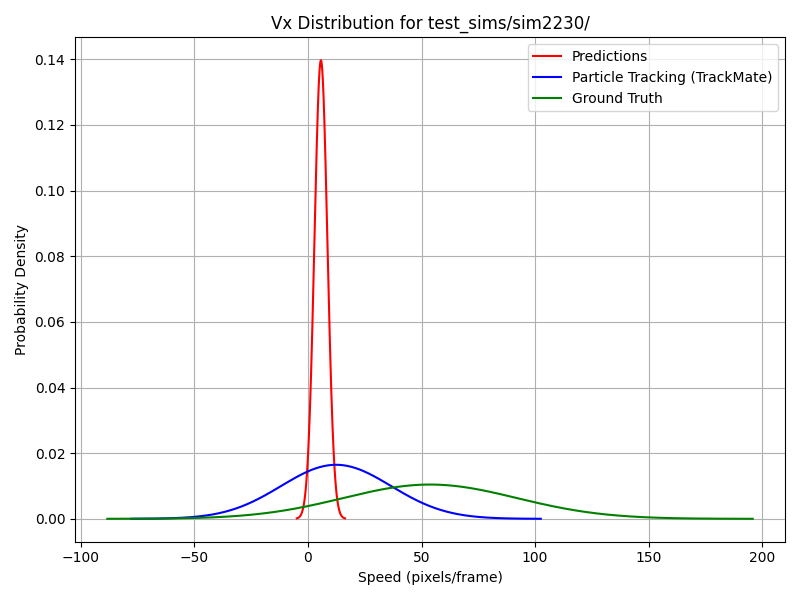 Vx Distribution for test_sims/sim2230/
Predictions
Particle Tracking (TrackMate)
Ground Truth
Probability Density
0.14
0.12
0.10
0.08
0.06
0.04
0.02
0.00
−100
−50
0
50
100
150
200
Speed (pixels/frame)